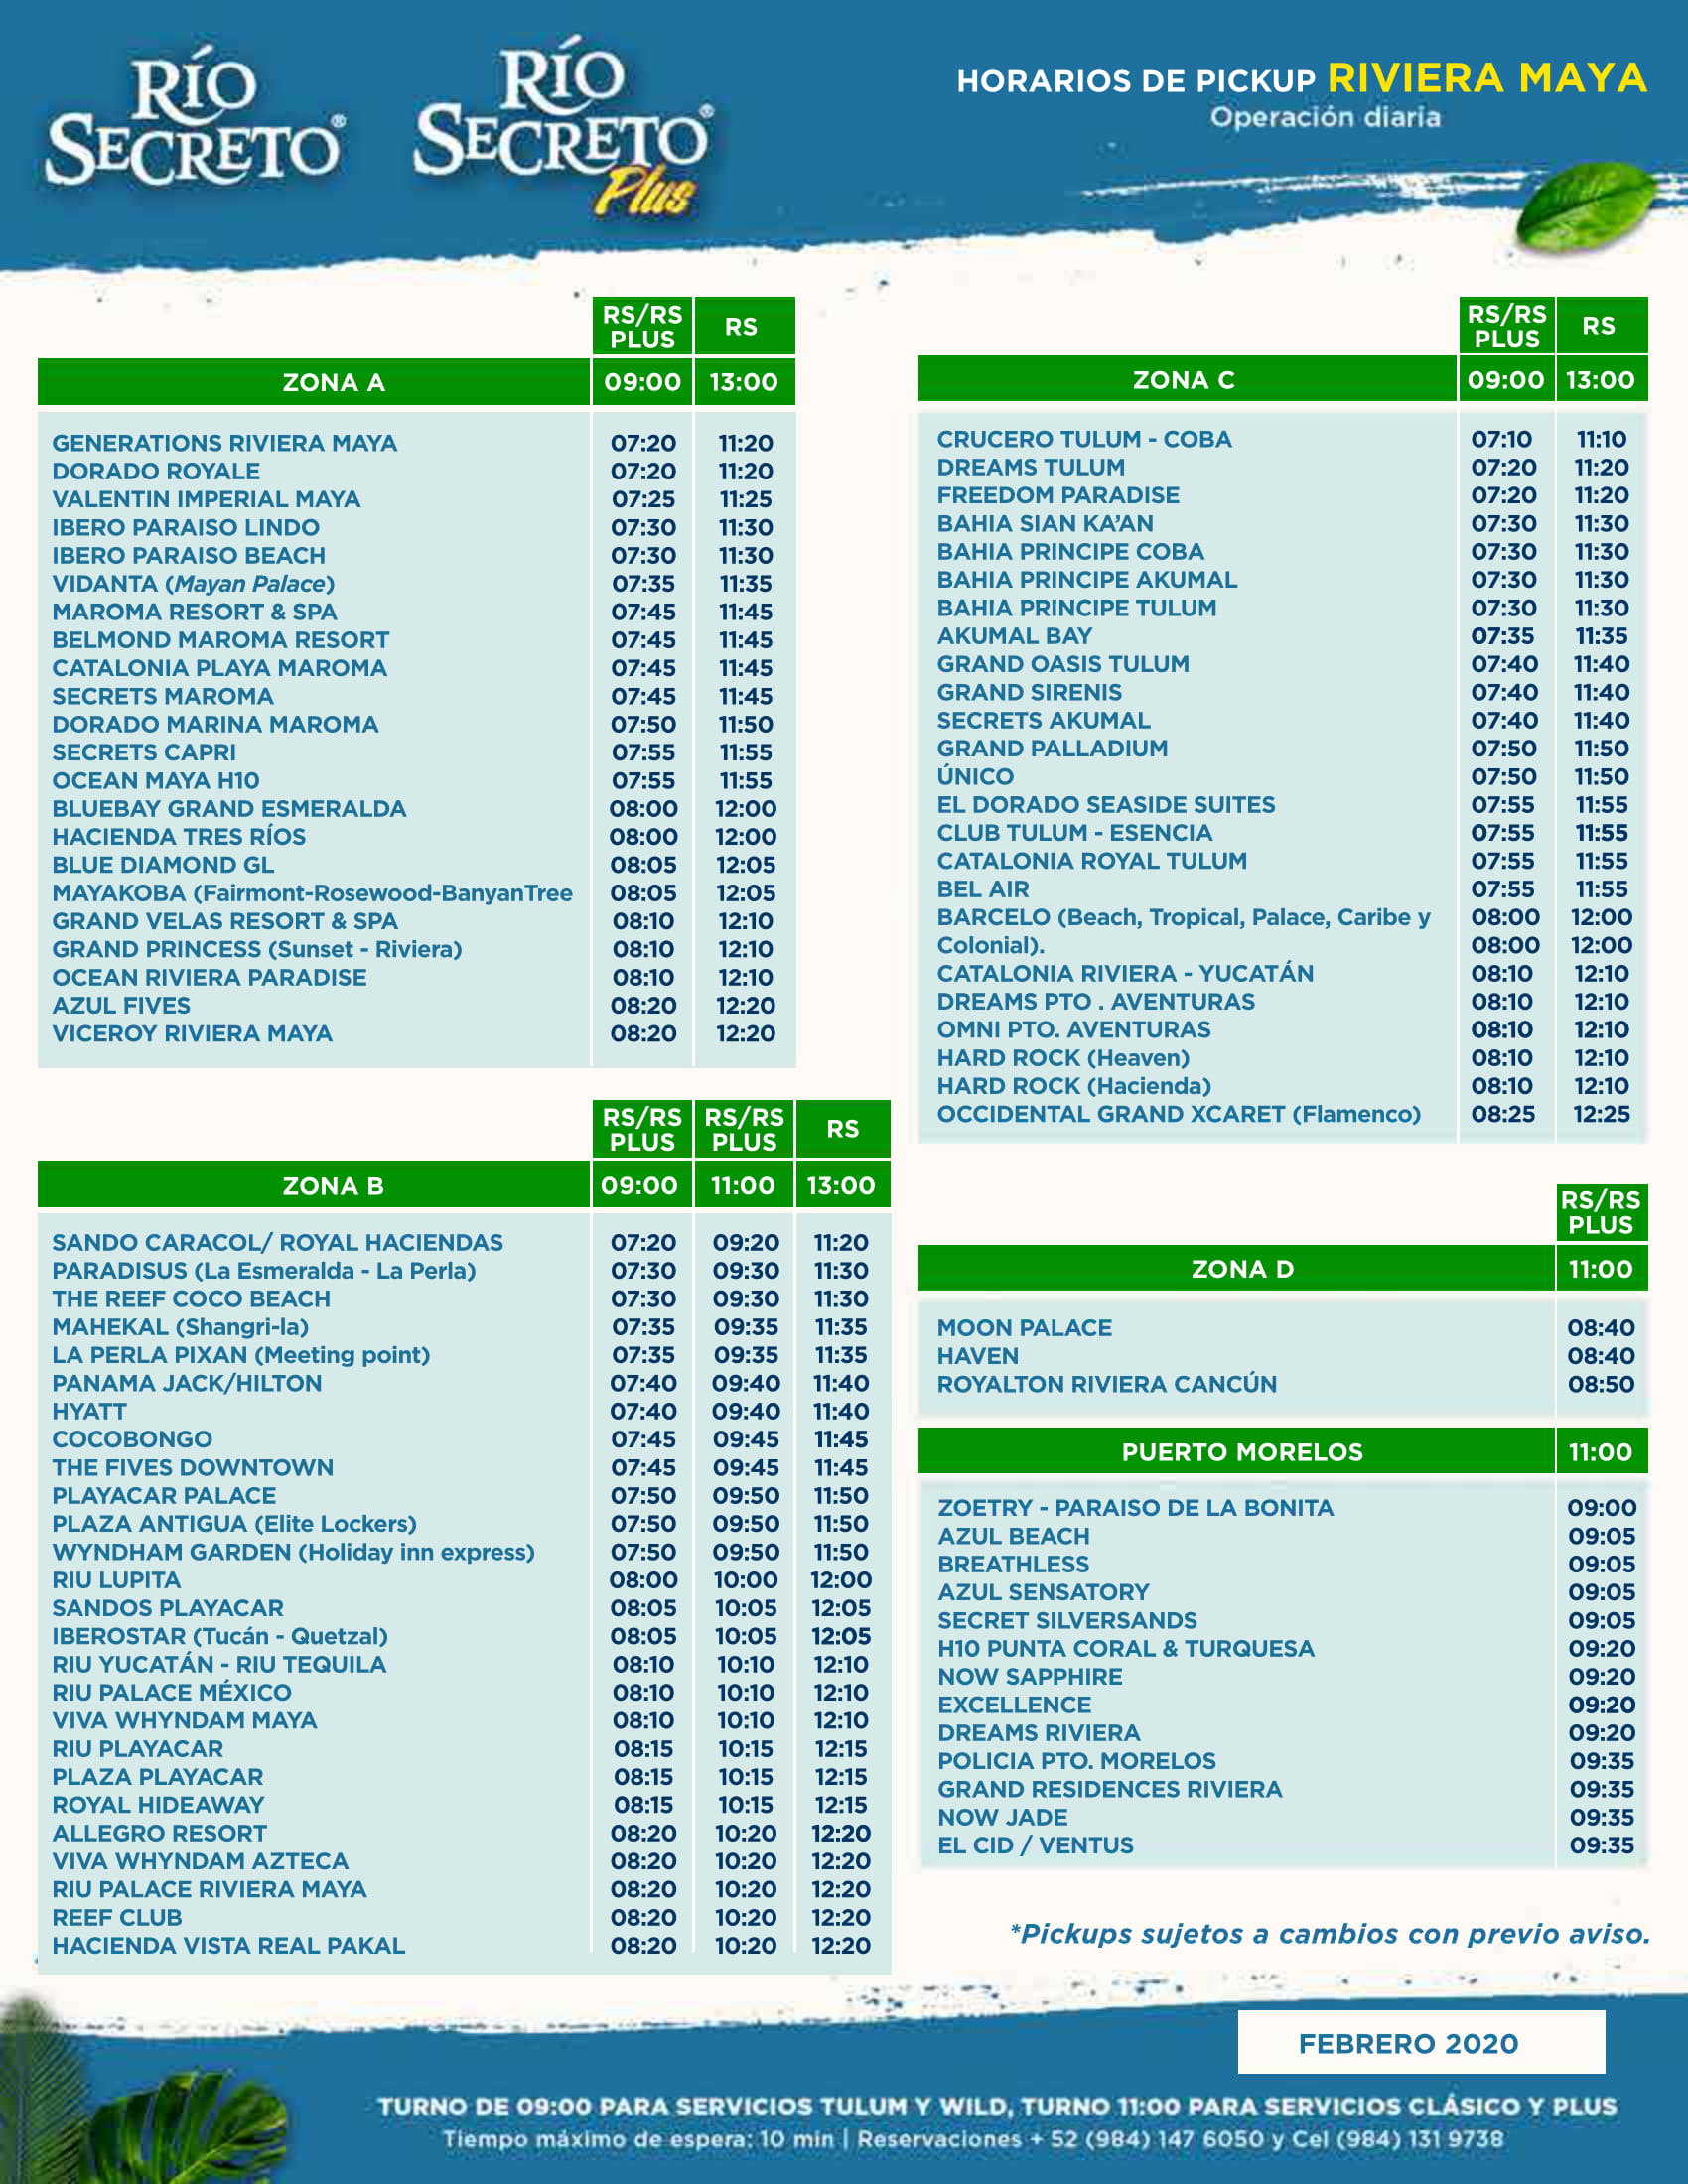 RÍO
SECRETO®
RÍO
SECRETO®
Plus
HORARIOS DE PICKUP RIVIERA MAYA
Operación diaria
RS/RS PLUS RS
ZONA A 09:00 13:00
GENERATIONS RIVIERA MAYA 07:20 11:20
DORADO ROYALE 07:20 11:20
VALENTIN IMPERIAL MAYA 07:25 11:25
IBERO PARAISO LINDO 07:30 11:30
IBERO PARAISO BEACH 07:30 11:30
VIDANTA (Mayan Palace) 07:35 11:35
MAROMA RESORT & SPA 07:45 11:45
BELMOND MAROMA RESORT 07:45 11:45
CATALONIA PLAYA MAROMA 07:45 11:45
SECRETS MAROMA 07:45 11:45
DORADO MARINA MAROMA 07:50 11:50
SECRETS CAPRI 07:55 11:55
OCEAN MAYA H10 07:55 11:55
BLUEBAY GRAND ESMERALDA 08:00 12:00
HACIENDA TRES RÍOS 08:00 12:00
BLUE DIAMOND GL 08:05 12:05
MAYAKOBA (Fairmont-Rosewood-BanyanTree 08:05 12:05
GRAND VELAS RESORT & SPA 08:10 12:10
GRAND PRINCESS (Sunset - Riviera) 08:10 12:10
OCEAN RIVIERA PARADISE 08:10 12:10
AZUL FIVES 08:20 12:20
VICEROY RIVIERA MAYA 08:20 12:20
RS/RS PLUS RS/RS PLUS RS
ZONA B 09:00 11:00 13:00
SANDO CARACOL/ ROYAL HACIENDAS 07:20 09:20 11:20
PARADISUS (La Esmeralda - La Perla) 07:30 09:30 11:30
THE REEF COCO BEACH 07:30 09:30 11:30
MAHEKAL (Shangri-la) 07:35 09:35 11:35
LA PERLA PIXAN (Meeting point) 07:35 09:35 11:35
PANAMA JACK/HILTON 07:40 09:40 11:40
HYATT 07:40 09:40 11:40
COCOBONGO 07:45 09:45 11:45
THE FIVES DOWNTOWN 07:45 09:45 11:45
PLAYACAR PALACE 07:50 09:50 11:50
PLAZA ANTIGUA (Elite Lockers) 07:50 09:50 11:50
WYNDHAM GARDEN (Holiday inn express) 07:50 09:50 11:50
RIU LUPITA 08:00 10:00 12:00
SANDOS PLAYACAR 08:05 10:05 12:05
IBEROSTAR (Tucán - Quetzal) 08:05 10:05 12:05
RIU YUCATÁN - RIU TEQUILA 08:10 10:10 12:10
RIU PALACE MÉXICO 08:10 10:10 12:10
VIVA WHYNDAM MAYA 08:10 10:10 12:10
RIU PLAYACAR 08:15 10:15 12:15
PLAZA PLAYACAR 08:15 10:15 12:15
ROYAL HIDEAWAY 08:15 10:15 12:15
ALLEGRO RESORT 08:20 10:20 12:20
VIVA WHYNDAM AZTECA 08:20 10:20 12:20
RIU PALACE RIVIERA MAYA 08:20 10:20 12:20
REEF CLUB 08:20 10:20 12:20
HACIENDA VISTA REAL PAKAL 08:20 10:20 12:20
RS/RS PLUS RS
ZONA C 09:00 13:00
CRUCERO TULUM - COBA 07:10 11:10
DREAMS TULUM 07:20 11:20
FREEDOM PARADISE 07:20 11:20
BAHIA SIAN KA’AN 07:30 11:30
BAHIA PRINCIPE COBA 07:30 11:30
BAHIA PRINCIPE AKUMAL 07:30 11:30
BAHIA PRINCIPE TULUM 07:30 11:30
AKUMAL BAY 07:35 11:35
GRAND OASIS TULUM 07:40 11:40
GRAND SIRENIS 07:40 11:40
SECRETS AKUMAL 07:40 11:40
GRAND PALLADIUM 07:50 11:50
ÚNICO 07:50 11:50
EL DORADO SEASIDE SUITES 07:55 11:55
CLUB TULUM - ESENCIA 07:55 11:55
CATALONIA ROYAL TULUM 07:55 11:55
BEL AIR 07:55 11:55
BARCELO (Beach, Tropical, Palace, Caribe y 08:00 12:00
Colonial). 08:00 12:00
CATALONIA RIVIERA - YUCATÁN 08:10 12:10
DREAMS PTO . AVENTURAS 08:10 12:10
OMNI PTO. AVENTURAS 08:10 12:10
HARD ROCK (Heaven) 08:10 12:10
HARD ROCK (Hacienda) 08:10 12:10
OCCIDENTAL GRAND XCARET (Flamenco) 08:25 12:25
RS/RS PLUS
ZONA D 11:00
MOON PALACE 08:40
HAVEN 08:40
ROYALTON RIVIERA CANCÚN 08:50
PUERTO MORELOS 11:00
ZOETRY - PARAISO DE LA BONITA 09:00
AZUL BEACH 09:05
BREATHLESS 09:05
AZUL SENSATORY 09:05
SECRET SILVERSANDS 09:05
H10 PUNTA CORAL & TURQUESA 09:20
NOW SAPPHIRE 09:20
EXCELLENCE 09:20
DREAMS RIVIERA 09:20
POLICIA PTO. MORELOS 09:35
GRAND RESIDENCES RIVIERA 09:35
NOW JADE 09:35
EL CID / VENTUS 09:35
*Pickups sujetos a cambios con previo aviso.
FEBRERO 2020
TURNO DE 09:00 PARA SERVICIOS TULUM Y WILD, TURNO 11:00 PARA SERVICIOS CLÁSICO Y PLUS
Tiempo máximo de espera: 10 min | Reservaciones + 52 (984) 147 6050 y Cel (984) 131 9738